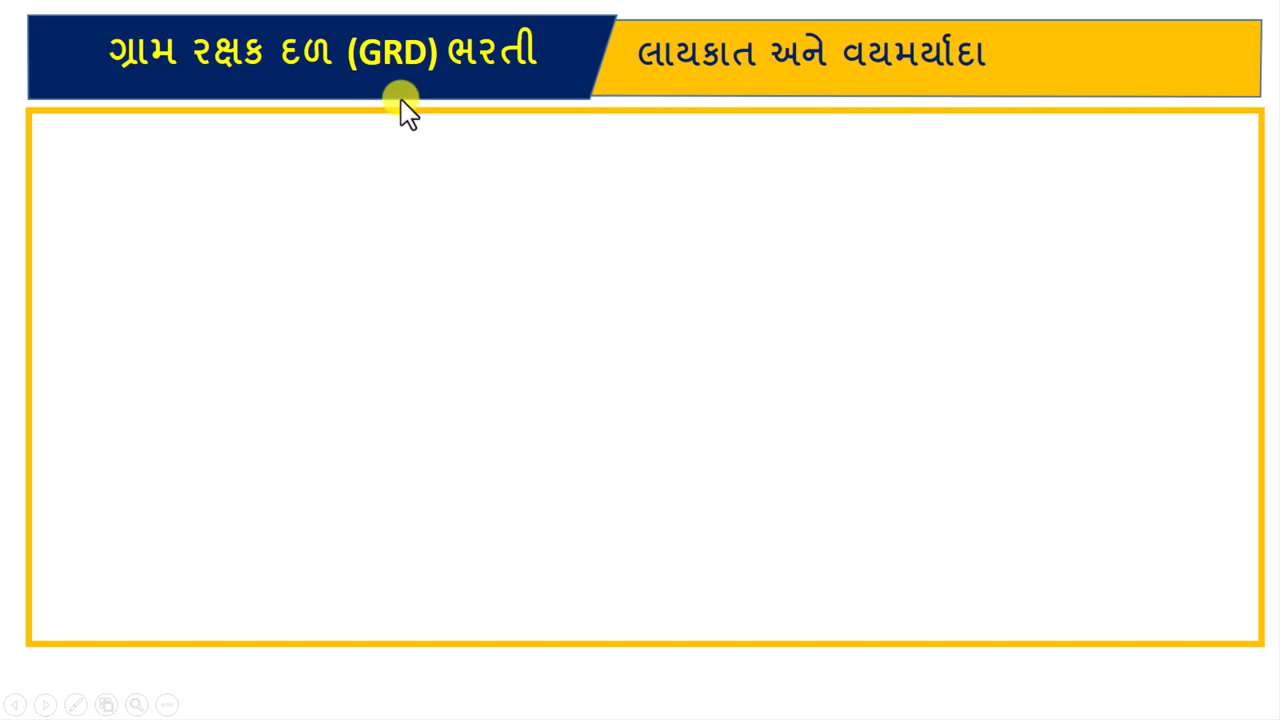 ગ્રામ રક્ષક દળ (GRD) ભરતી
લાયકાત અને વયમર્યાદા